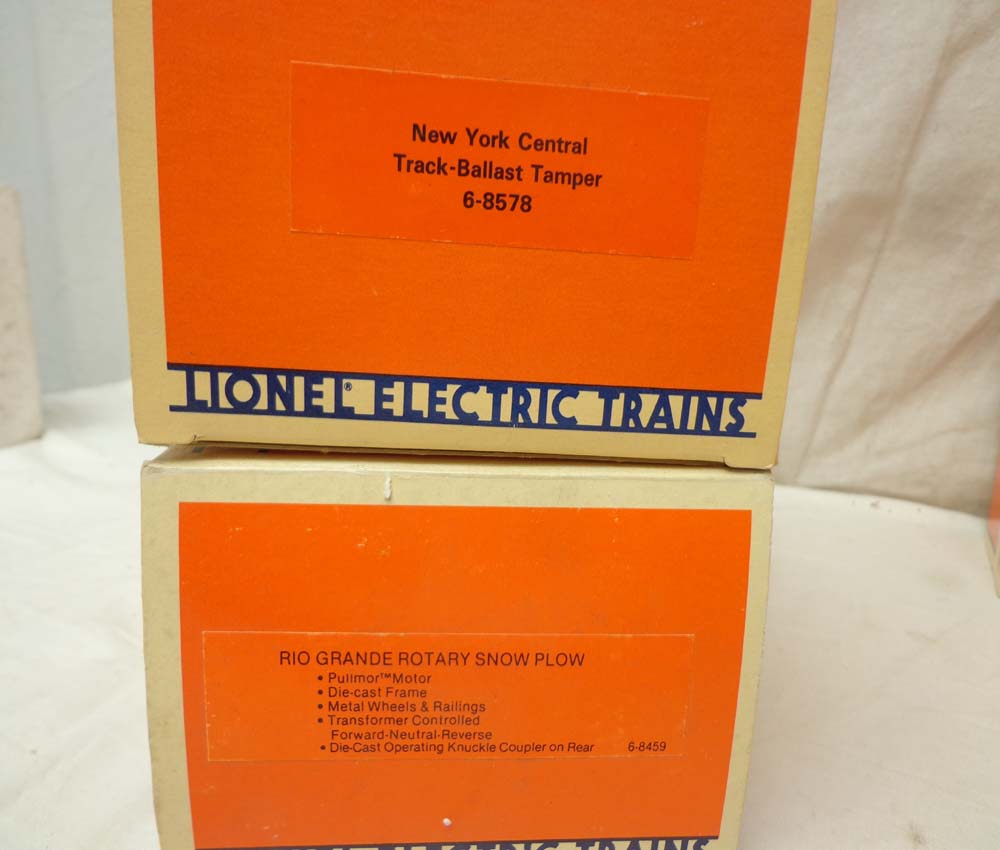 New York Central
Track-Ballast Tamper
6-8578
LIONEL® ELECTRIC TRAINS
RIO GRANDE ROTARY SNOW PLOW
• Pullmor™ Motor
• Die-cast Frame
• Metal Wheels & Railings
• Transformer Controlled
Forward-Neutral-Reverse
• Die-Cast Operating Knuckle Coupler on Rear 6-8459
ELECTRIC TRAINS